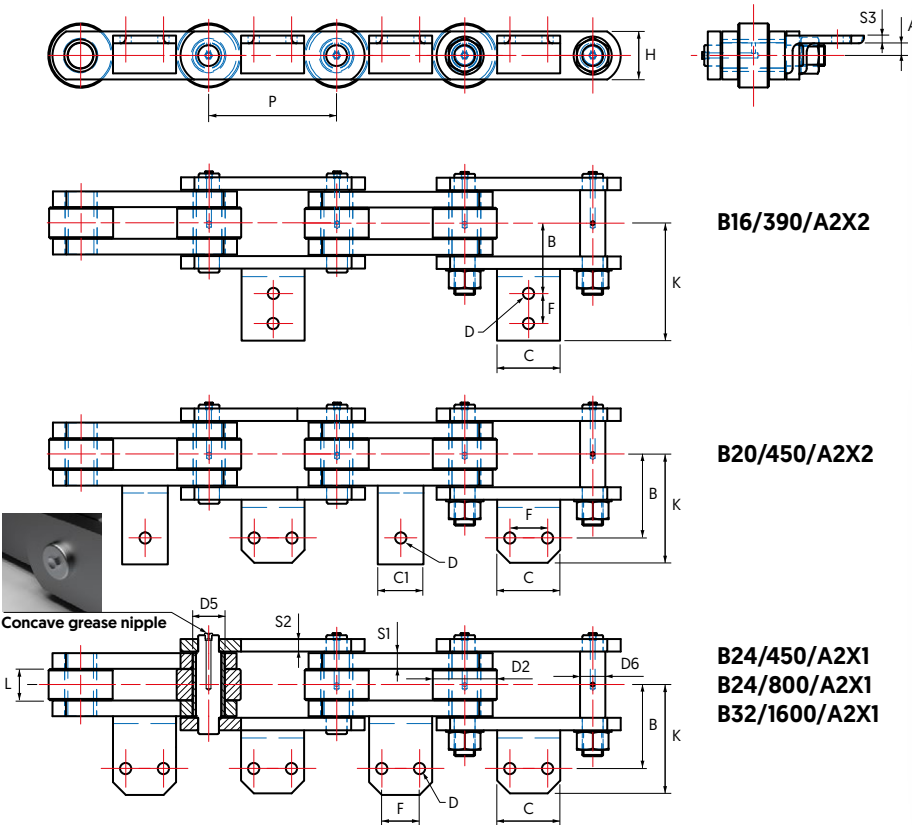 S3
A
H
P
B16/390/A2X2
B
K
F
D
C
B20/450/A2X2
B
K
F
D
C1
C
Concave grease nipple
D5
S2
S1
D2
D6
L
B24/450/A2X1
B24/800/A2X1
B32/1600/A2X1
B
K
D
F
C